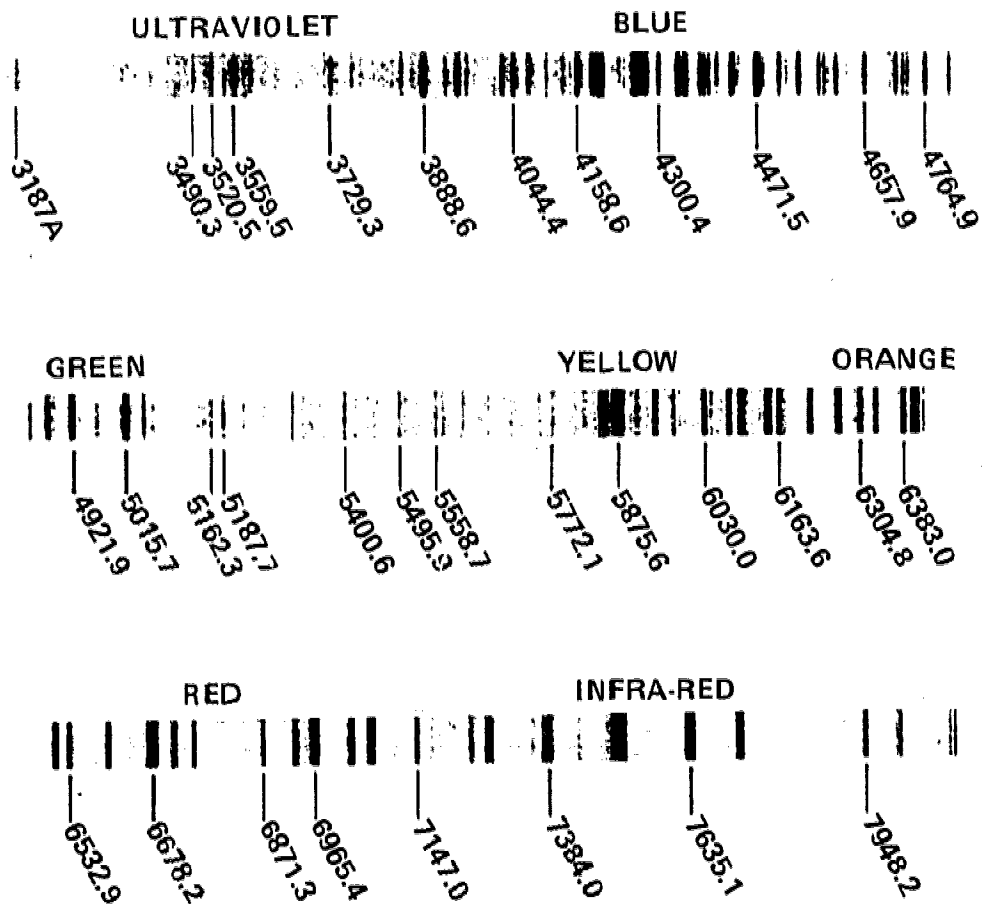 ULTRAVIOLET BLUE
3187A 3490.3 3520.5 3559.5 3729.3 3888.6 4044.4 4158.6 4300.4 4471.5 4657.9 4764.9
GREEN YELLOW ORANGE
4921.9 5015.7 5162.3 5187.7 5400.6 5495.9 5558.7 5772.1 5875.6 6030.0 6163.6 6304.8 6383.0
RED INFRA-RED
6532.9 6678.2 6871.3 6965.4 7147.0 7384.0 7635.1 7948.2